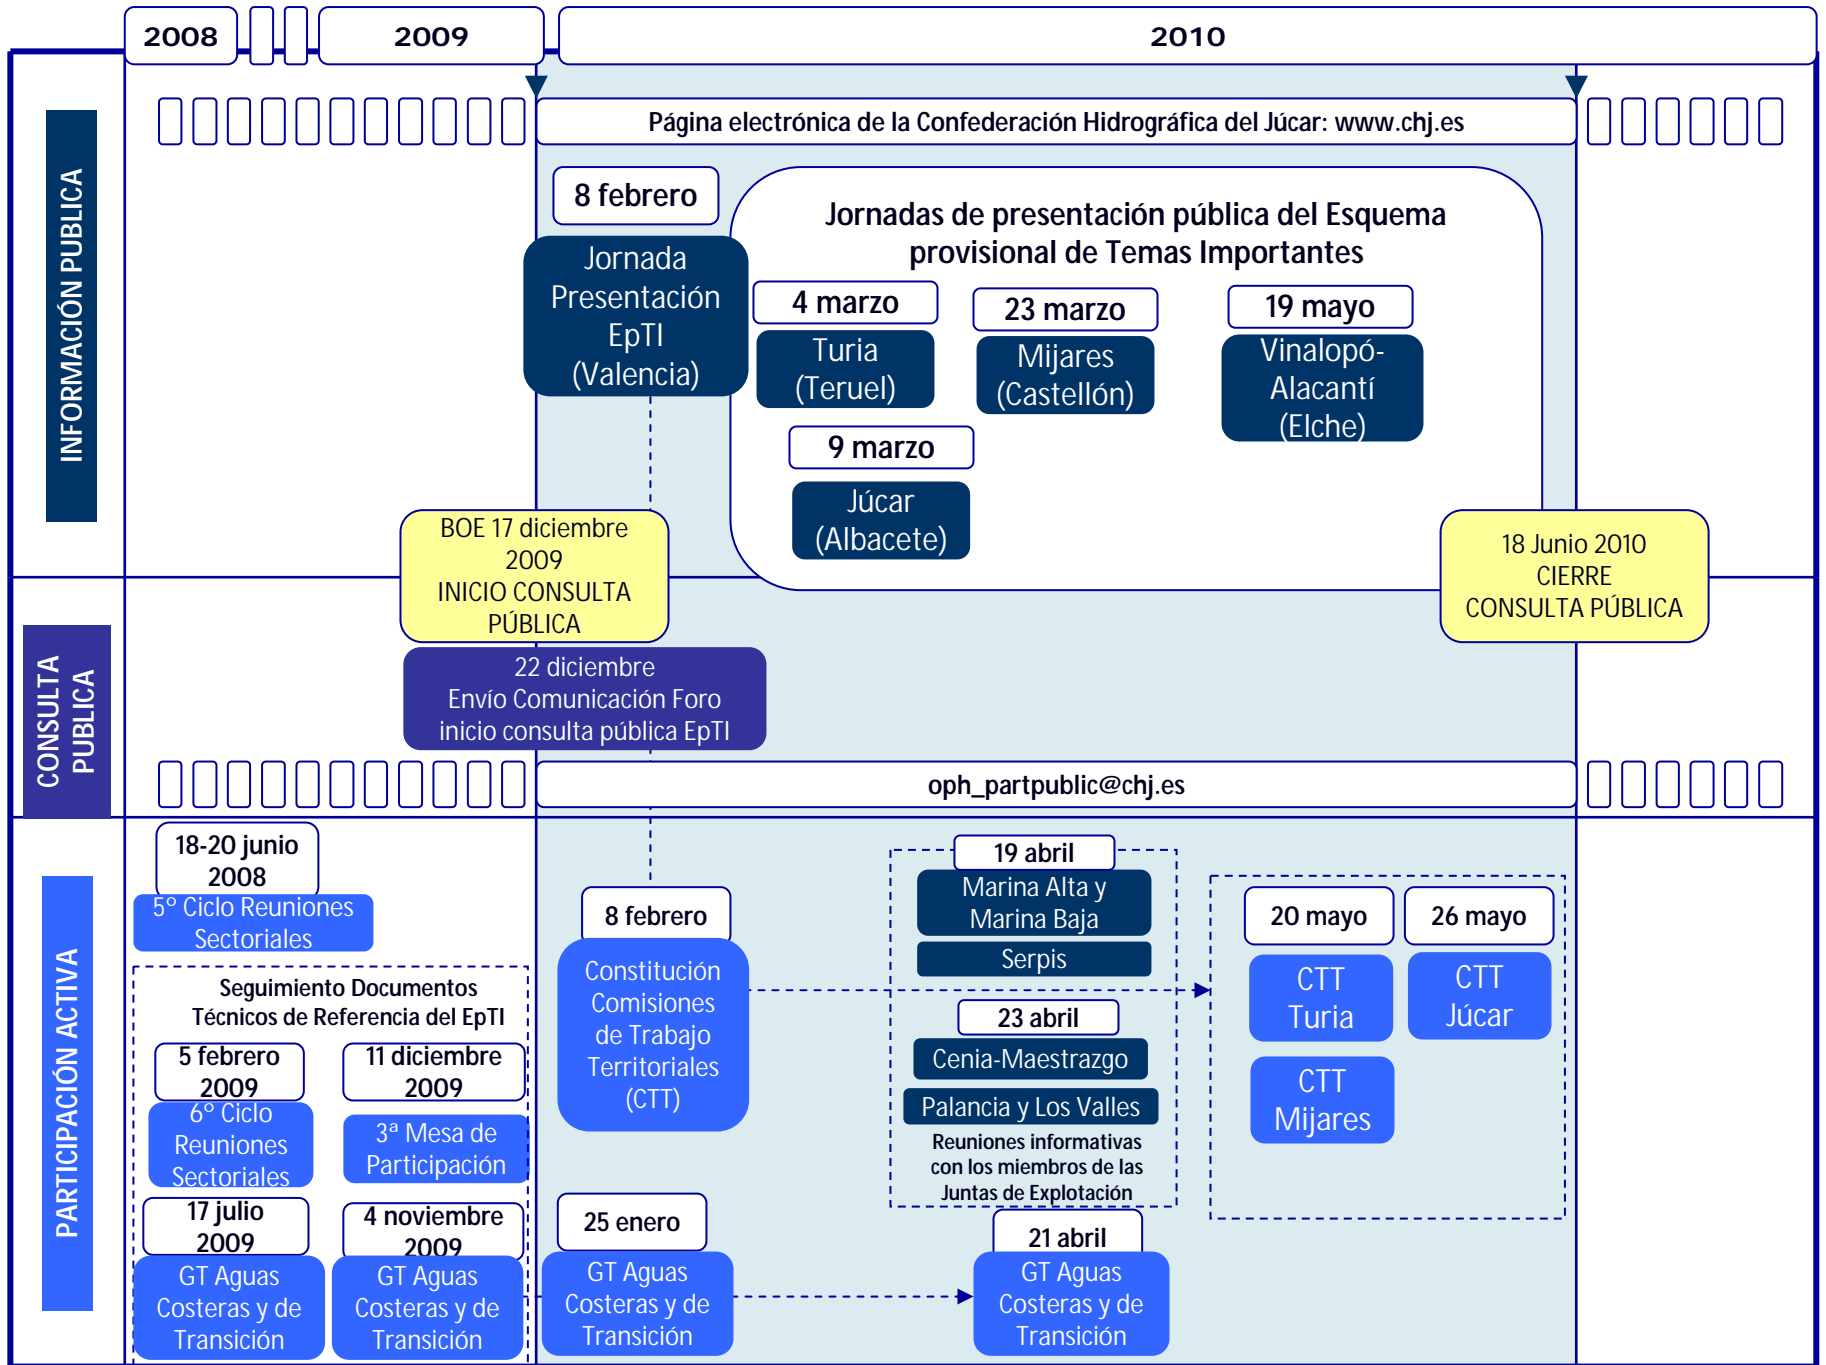 2008
2009
2010
INFORMACIÓN PUBLICA
Página electrónica de la Confederación Hidrográfica del Júcar: www.chj.es
8 febrero
Jornada
Presentación
EpTI
(Valencia)
Jornadas de presentación pública del Esquema
provisional de Temas Importantes
4 marzo
Turia
(Teruel)
23 marzo
Mijares
(Castellón)
19 mayo
Vinalopó-
Alacantí
(Elche)
9 marzo
Júcar
(Albacete)
BOE 17 diciembre
2009
INICIO CONSULTA
PÚBLICA
18 Junio 2010
CIERRE
CONSULTA PÚBLICA
CONSULTA
PUBLICA
22 diciembre
Envío Comunicación Foro
inicio consulta pública EpTI
oph_partpublic@chj.es
PARTICIPACIÓN ACTIVA
18-20 junio
2008
5º Ciclo Reuniones
Sectoriales
Seguimiento Documentos
Técnicos de Referencia del EpTI
5 febrero
2009
6º Ciclo
Reuniones
Sectoriales
11 diciembre
2009
3ª Mesa de
Participación
17 julio
2009
GT Aguas
Costeras y de
Transición
4 noviembre
2009
GT Aguas
Costeras y de
Transición
8 febrero
Constitución
Comisiones
de Trabajo
Territoriales
(CTT)
25 enero
GT Aguas
Costeras y de
Transición
19 abril
Marina Alta y
Marina Baja
Serpis
23 abril
Cenia-Maestrazgo
Palancia y Los Valles
Reuniones informativas
con los miembros de las
Juntas de Explotación
21 abril
GT Aguas
Costeras y de
Transición
20 mayo
CTT
Turia
CTT
Mijares
26 mayo
CTT
Júcar